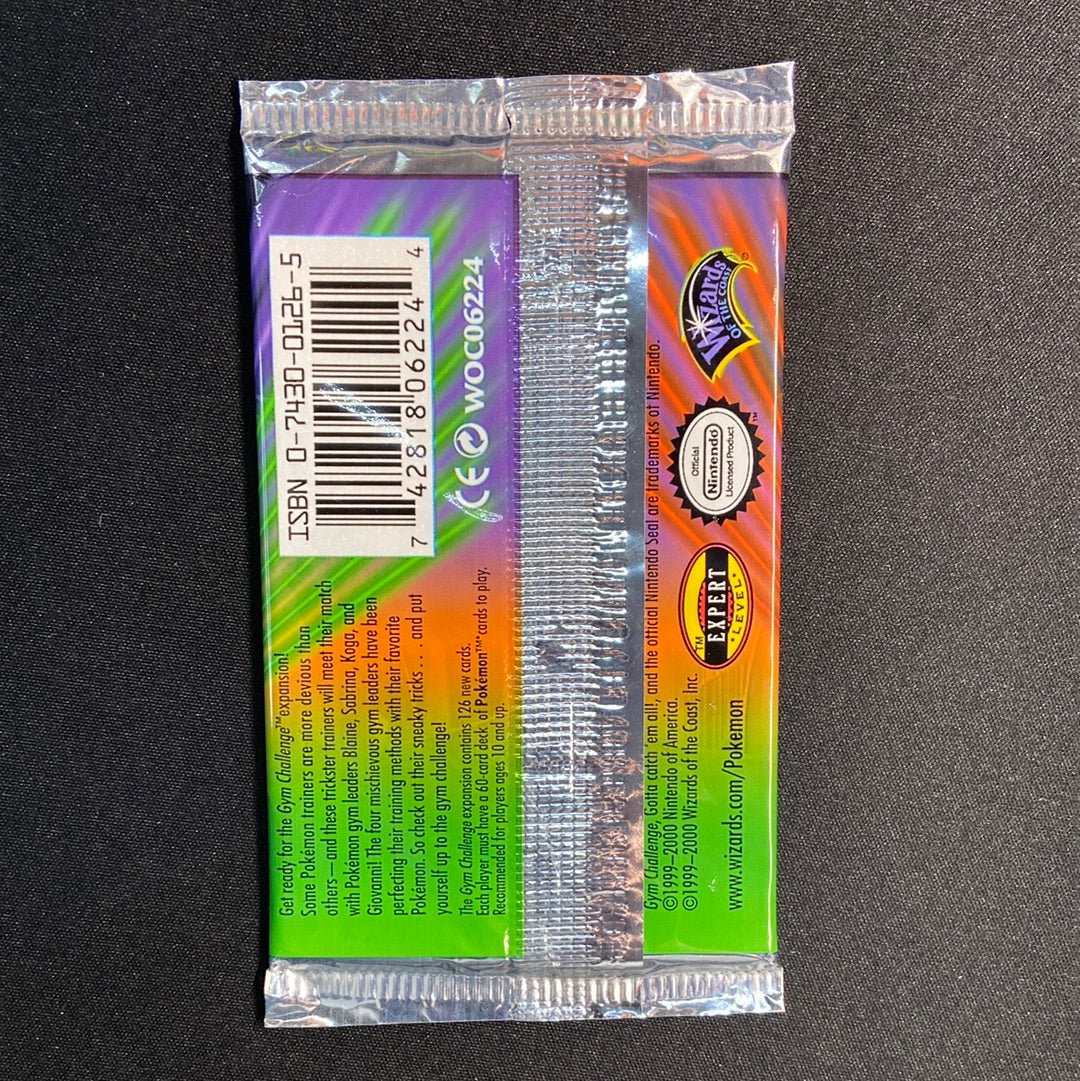 ISBN 0-7430-0126-5
7 42818 06224 4
CE WOC06224
Get ready for the Gym Challenge™ expansion!
Some Pokémon trainers are more devious than
others—and these trickster trainers will meet their match
with Pokémon gym leaders Blaine, Sabrina, Koga, and
Giovanni! The four mischievous gym leaders have been
perfecting their training methods with their favorite
Pokémon. So check out their sneaky tricks . . . and put
yourself up to the gym challenge!
The Gym Challenge expansion contains 126 new cards.
Each player must have a 60-card deck of Pokémon™ cards to play.
Recommended for players ages 10 and up.
Gym Challenge, Gotta catch 'em all!, and the official Nintendo Seal are trademarks of Nintendo.
©1999–2000 Nintendo of America.
©1999–2000 Wizards of the Coast, Inc.
www.wizards.com/Pokemon
TM
EXPERT
LEVEL
Official
Nintendo
Licensed Product
TM
Wizards
OF THE COAST
®